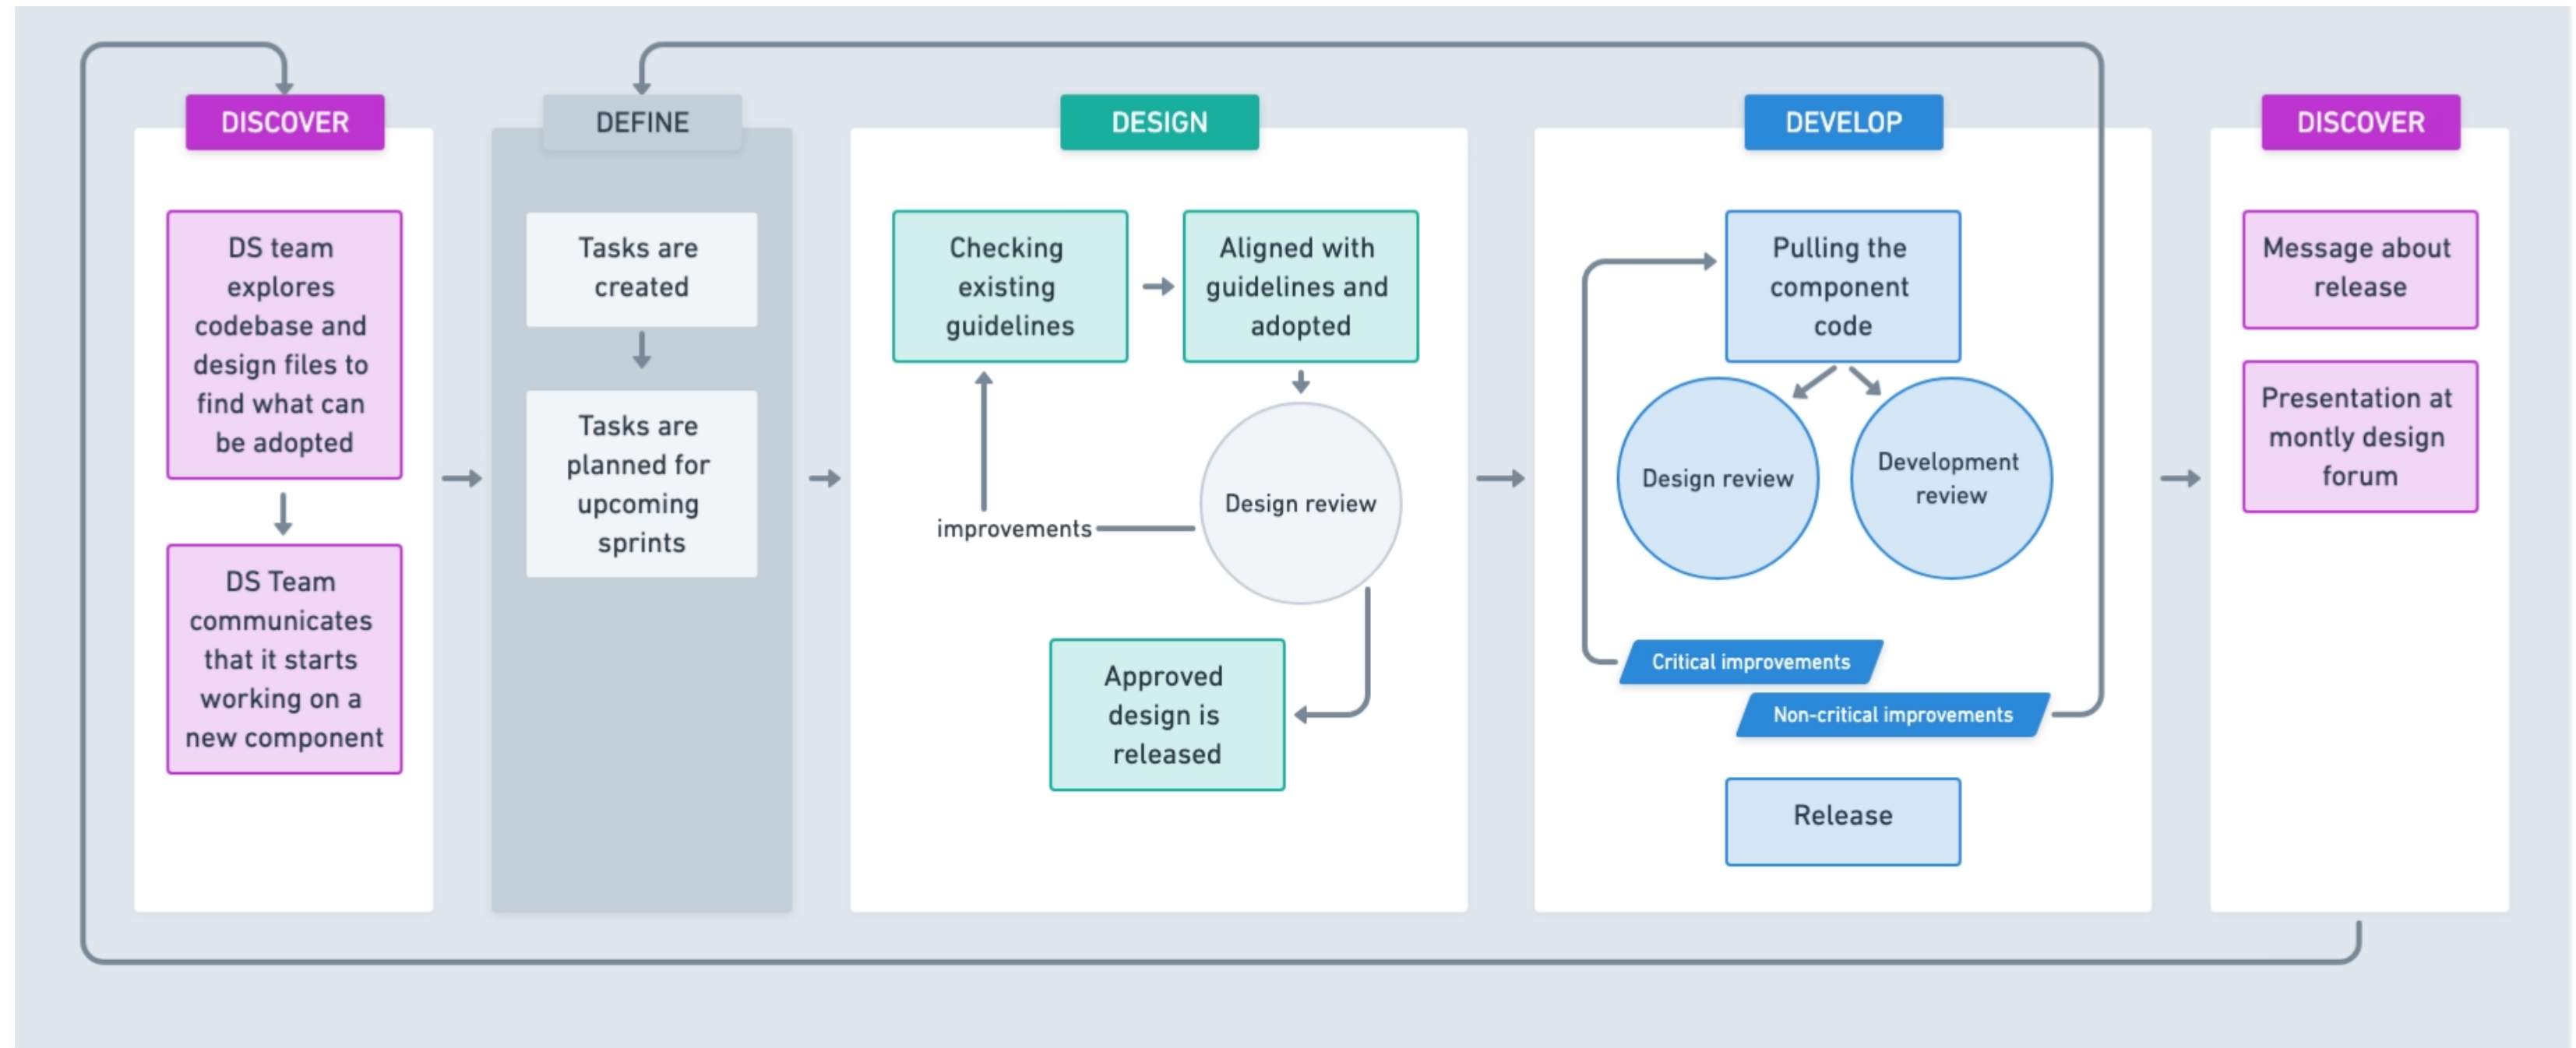 DISCOVER
DS team
explores
codebase and
design files to
find what can
be adopted
DS Team
communicates
that it starts
working on a
new component
DEFINE
Tasks are
created
Tasks are
planned for
upcoming
sprints
DESIGN
Checking
existing
guidelines
Aligned with
guidelines and
adopted
Design review
improvements
Approved
design is
released
DEVELOP
Pulling the
component
code
Design review
Development
review
Critical improvements
Non-critical improvements
Release
DISCOVER
Message about
release
Presentation at
montly design
forum